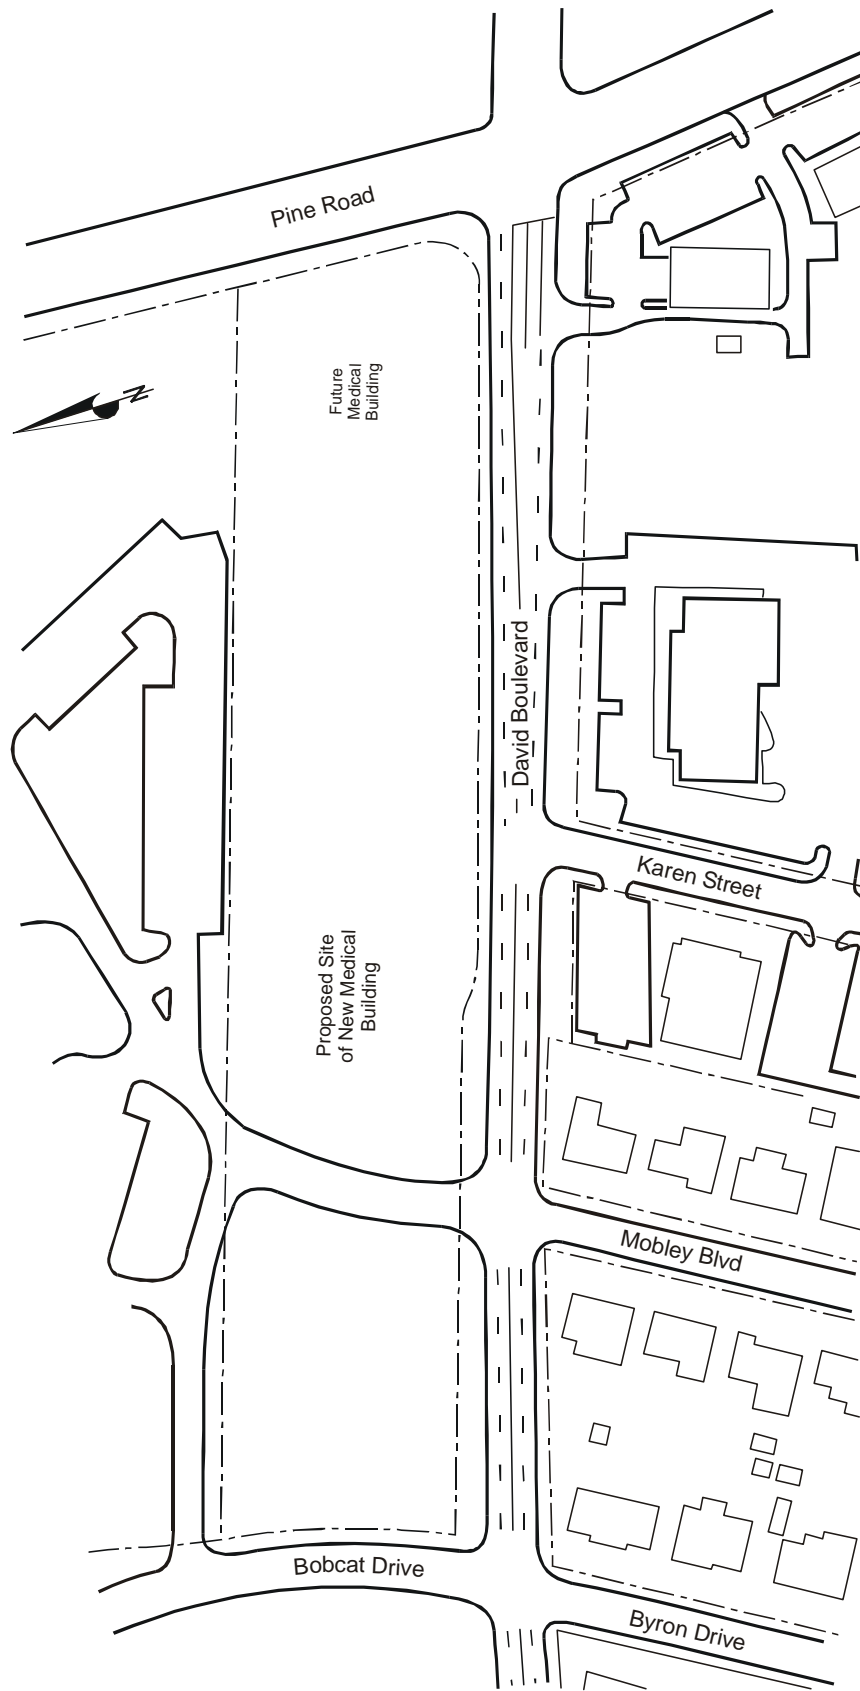 Pine Road
Future
Medical
Building
N
David Boulevard
Karen Street
Proposed Site
of New Medical
Building
Mobley Blvd
Bobcat Drive
Byron Drive